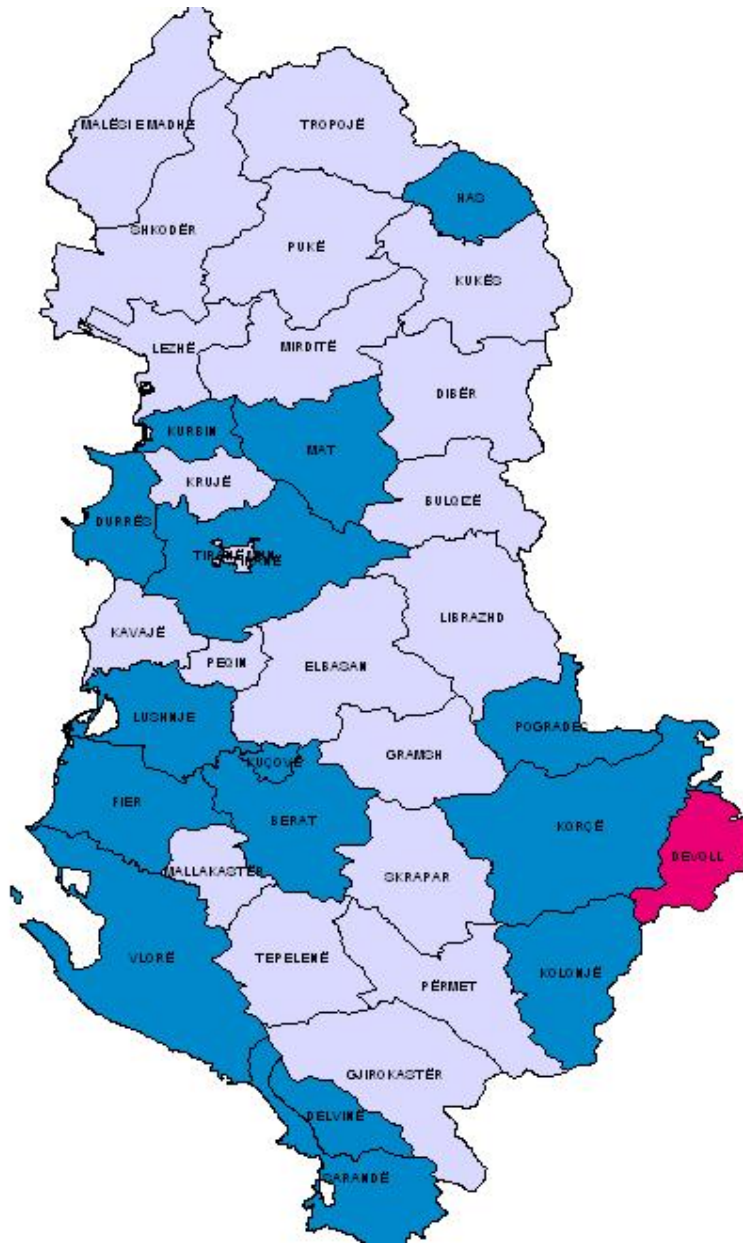 MALËSI E MADHE
TROPOJË
HAS
SHKODËR
PUKË
KUKËS
LEZHË
MIRDITË
DIBËR
KURBIN
MAT
KRUJË
BULQIZË
DURRËS
KAVAJË
LIBRAZHD
PEQIN
ELBASAN
LUSHNJE
POGRADEC
KUÇOVË
GRAMSH
FIER
BERAT
KORÇË
DEVOLL
MALLAKASTËR
SKRAPAR
VLORË
TEPELENË
PËRMET
KOLONJË
GJIROKASTËR
DELVINË
SARANDË